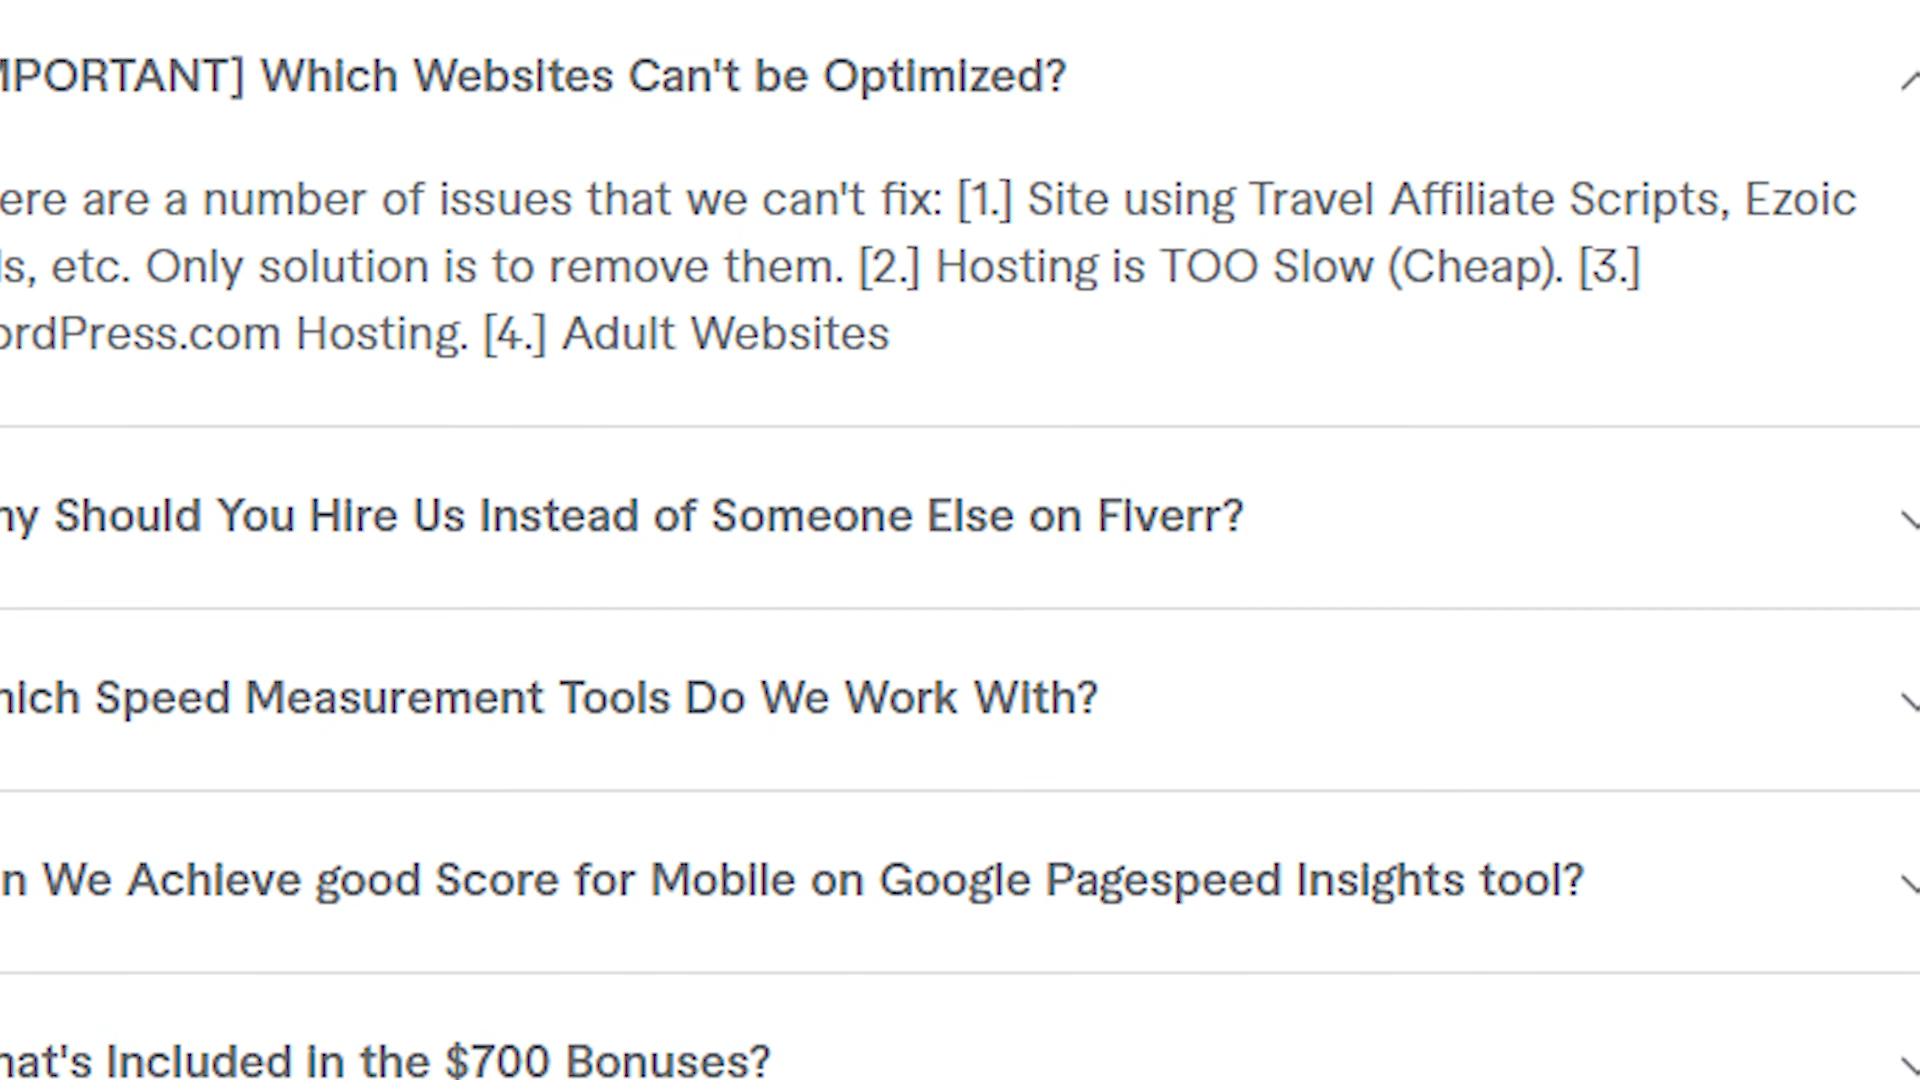 MPORTANT] Which Websites Can't be Optimized?
ere are a number of issues that we can't fix: [1.] Site using Travel Affiliate Scripts, Ezoic
ls, etc. Only solution is to remove them. [2.] Hosting is TOO Slow (Cheap). [3.]
ordPress.com Hosting. [4.] Adult Websites
hy Should You Hire Us Instead of Someone Else on Fiverr?
hich Speed Measurement Tools Do We Work With?
n We Achieve good Score for Mobile on Google Pagespeed Insights tool?
hat's Included in the $700 Bonuses?